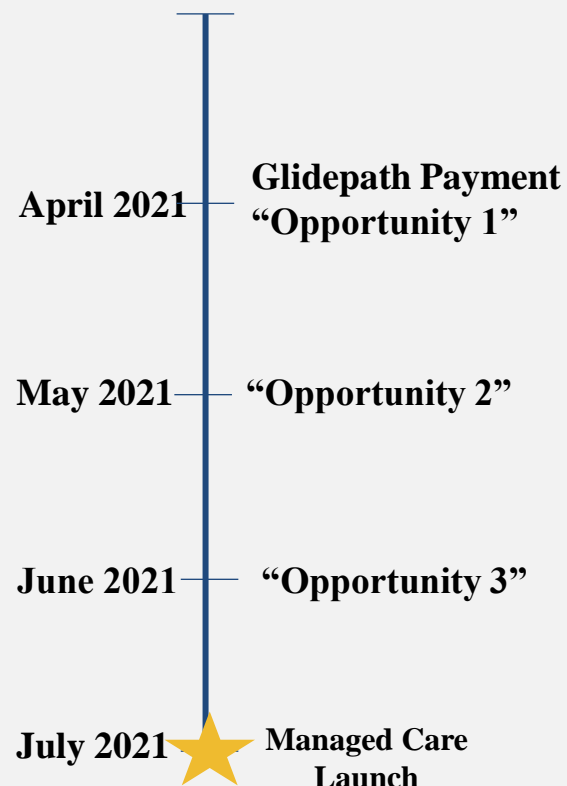 April 2021
Glidepath Payment
“Opportunity 1”
May 2021
“Opportunity 2”
June 2021
“Opportunity 3”
July 2021
Managed Care
Launch